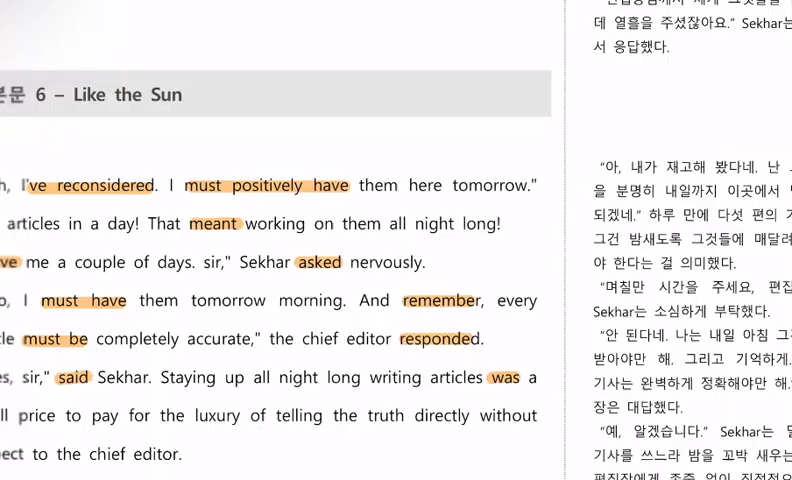 6 – Like the Sun
I've reconsidered. I must positively have them here tomorrow."
articles in a day! That meant working on them all night long!
me a couple of days. sir," Sekhar asked nervously.
I must have them tomorrow morning. And remember, every
must be completely accurate," the chief editor responded.
sir," said Sekhar. Staying up all night long writing articles was a
price to pay for the luxury of telling the truth directly without
to the chief editor.
데 열흘을 주셨잖아요." Sekhar는
서 응답했다.
"아, 내가 재고해 봤다네. 난
을 분명히 내일까지 이곳에서
되겠네." 하루 만에 다섯 편의
그건 밤새도록 그것들에 매달려
야 한다는 걸 의미했다.
"며칠만 시간을 주세요, 편집
Sekhar는 소심하게 부탁했다.
"안 된다네. 나는 내일 아침
받아야만 해. 그리고 기억하게.
기사는 완벽하게 정확해야만 해.
장은 대답했다.
"예, 알겠습니다." Sekhar는
기사를 쓰느라 밤을 꼬박 새우는